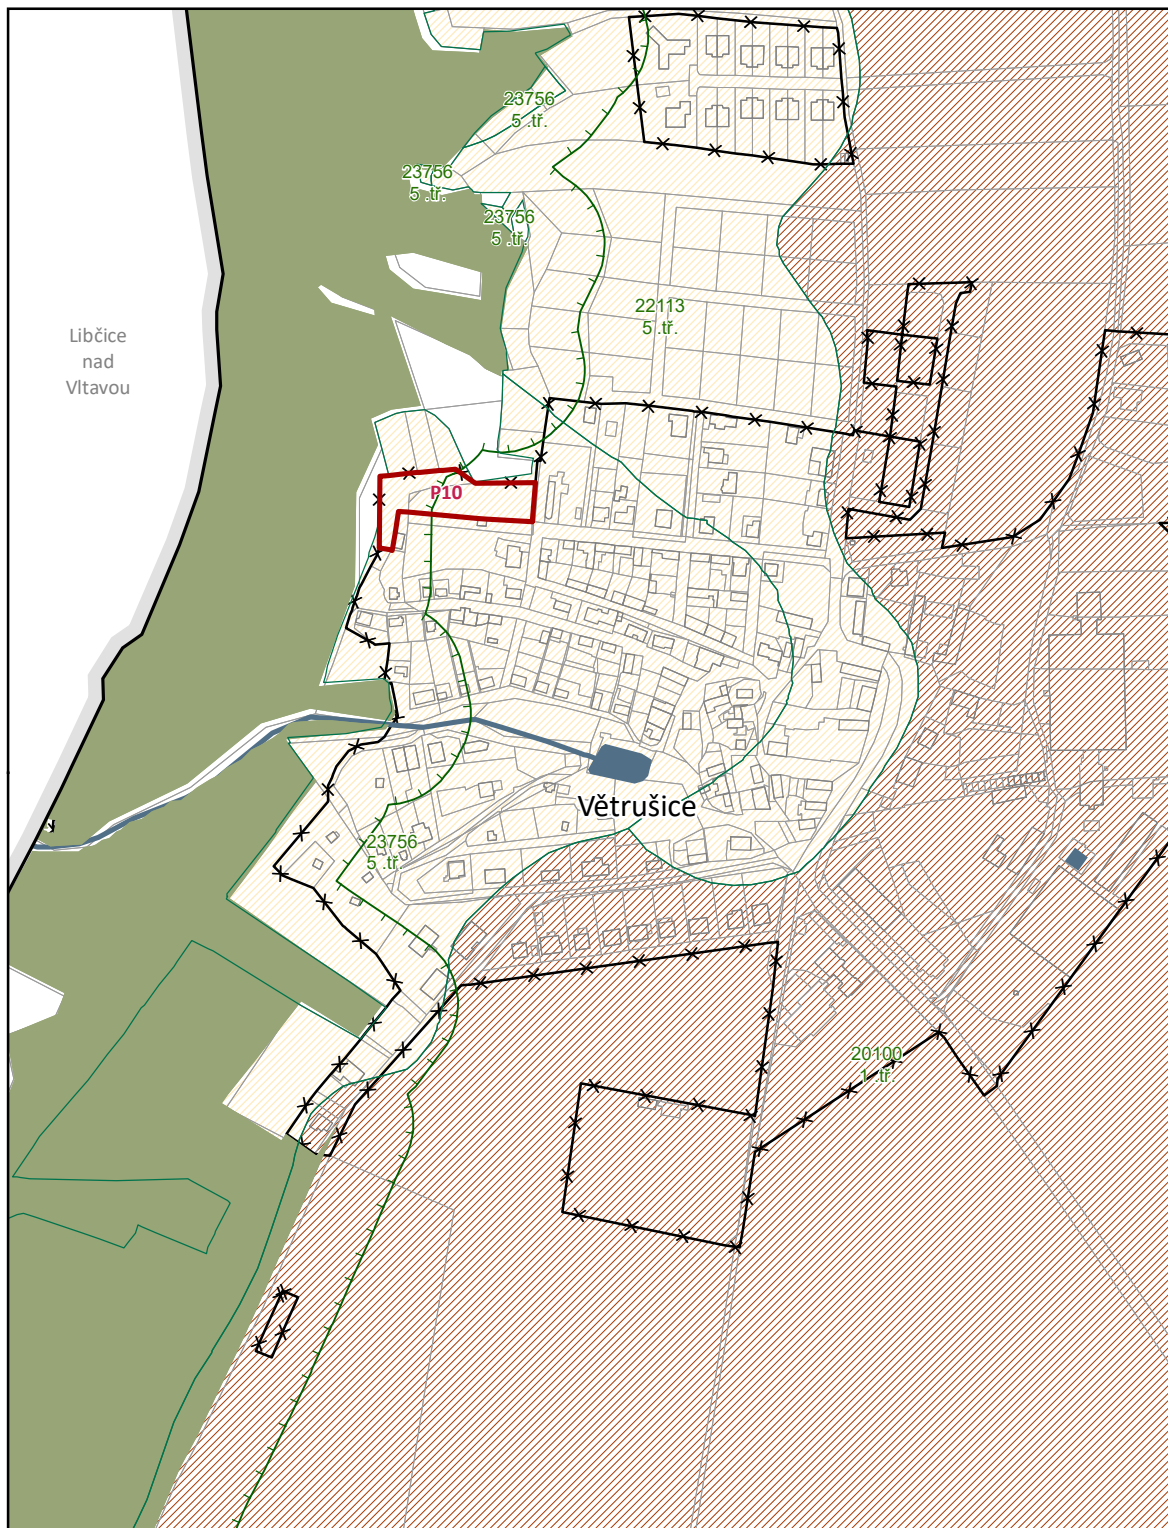 23756
5 .tř.
23756
5 .tř.
23756
5 .tř.
22113
5 .tř.
Libčice
nad
Vltavou
P10
Větrušice
23756
5 .tř.
20100
1 .tř.